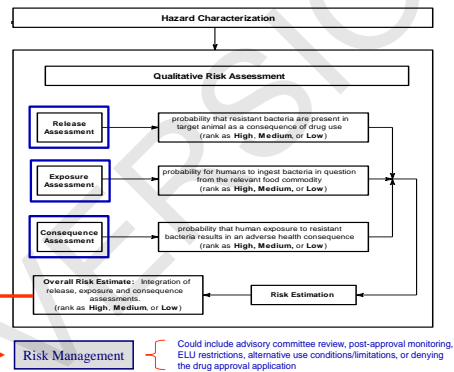 Hazard Characterization
Qualitative Risk Assessment
Release
Assessment
probability that resistant bacteria are present in
target animal as a consequence of drug use
(rank as High, Medium, or Low)
Exposure
Assessment
probability for humans to ingest bacteria in question
from the relevant food commodity
(rank as High, Medium, or Low)
Consequence
Assessment
probability that human exposure to resistant
bacteria results in an adverse health consequence
(rank as High, Medium, or Low)
Overall Risk Estimate: Integration of
release, exposure and consequence
assessments.
(rank as High, Medium, or Low)
Risk Estimation
Risk Management
Could include advisory committee review, post-approval monitoring,
ELU restrictions, alternative use conditions/limitations, or denying
the drug approval application